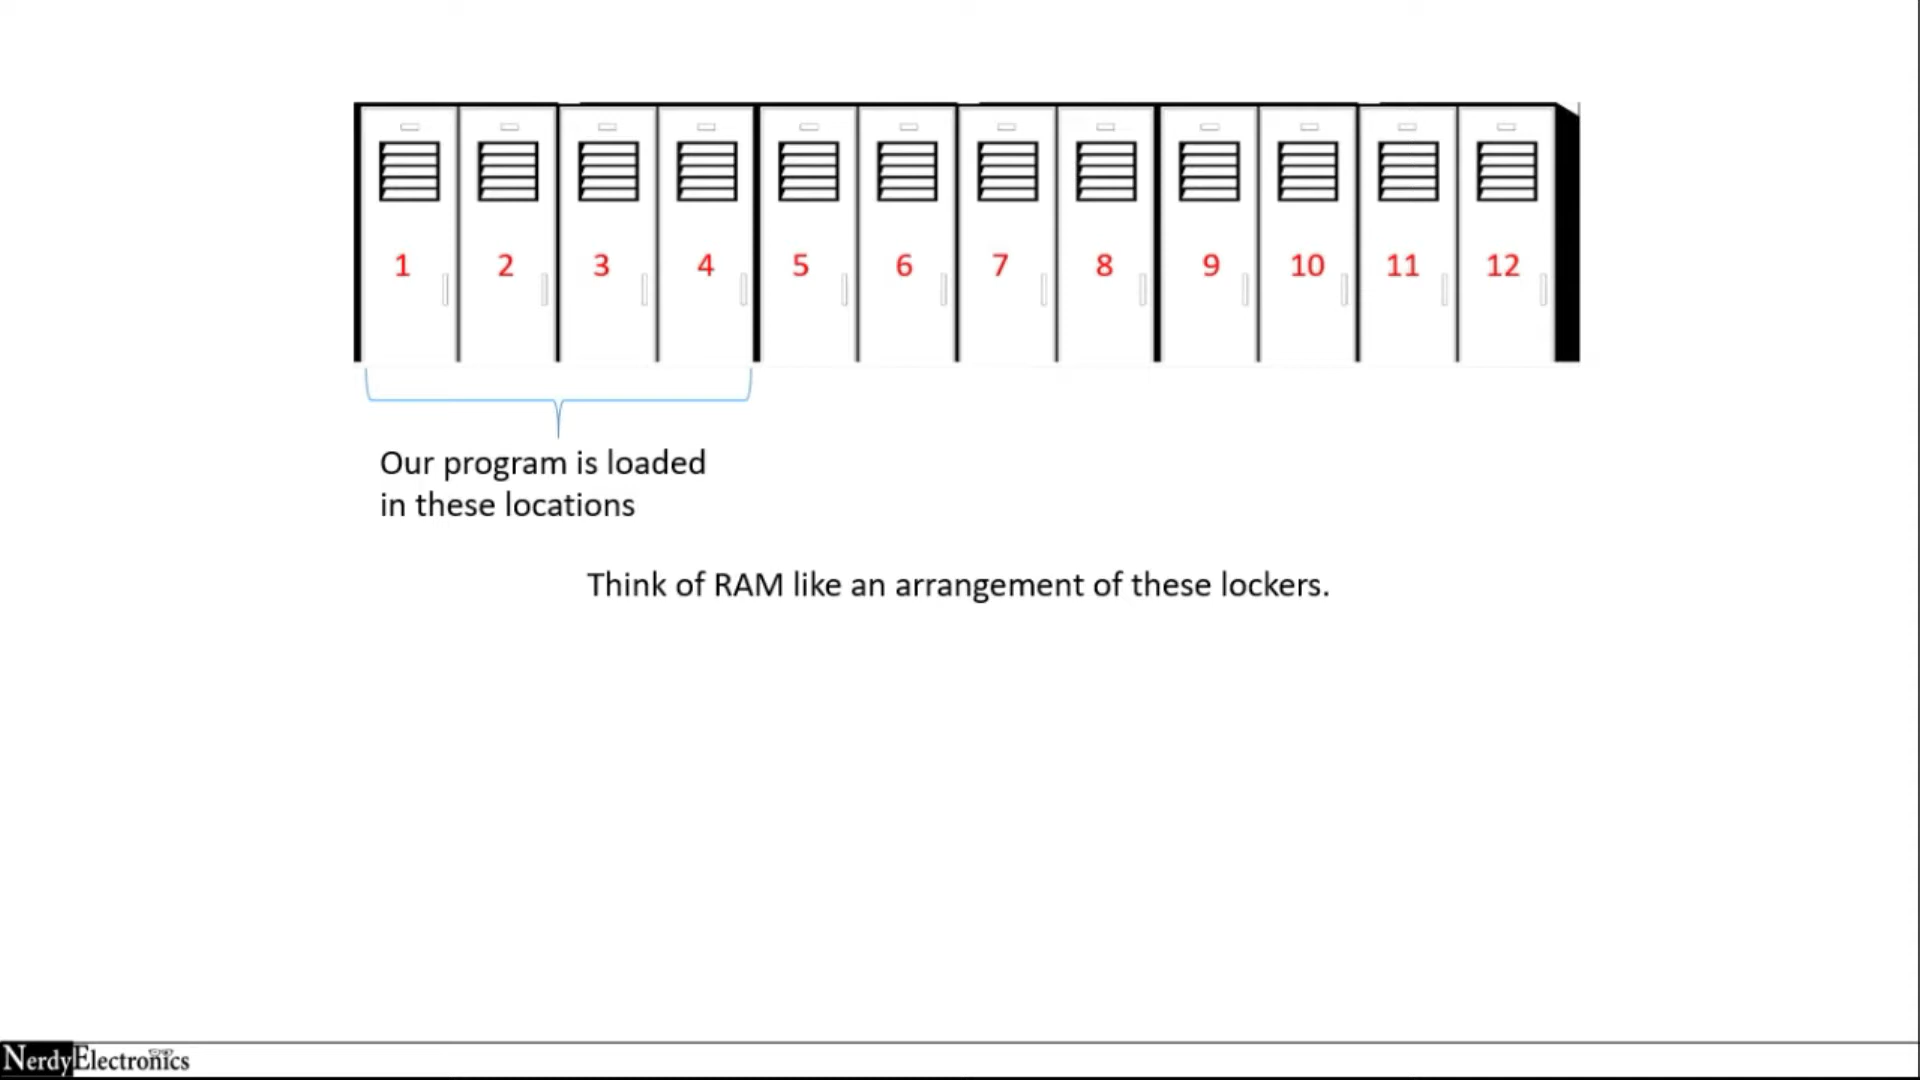 1 2 3 4 5 6 7 8 9 10 11 12
Our program is loaded
in these locations
Think of RAM like an arrangement of these lockers.
NerdyElectronics